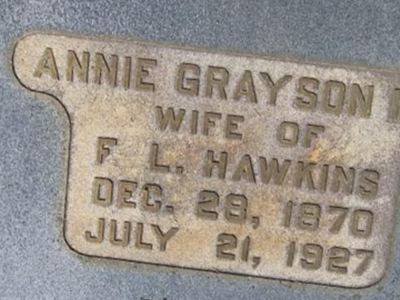 ANNIE GRAYSON
WIFE OF
F. L. HAWKINS
DEC. 28, 1870
JULY 21, 1927